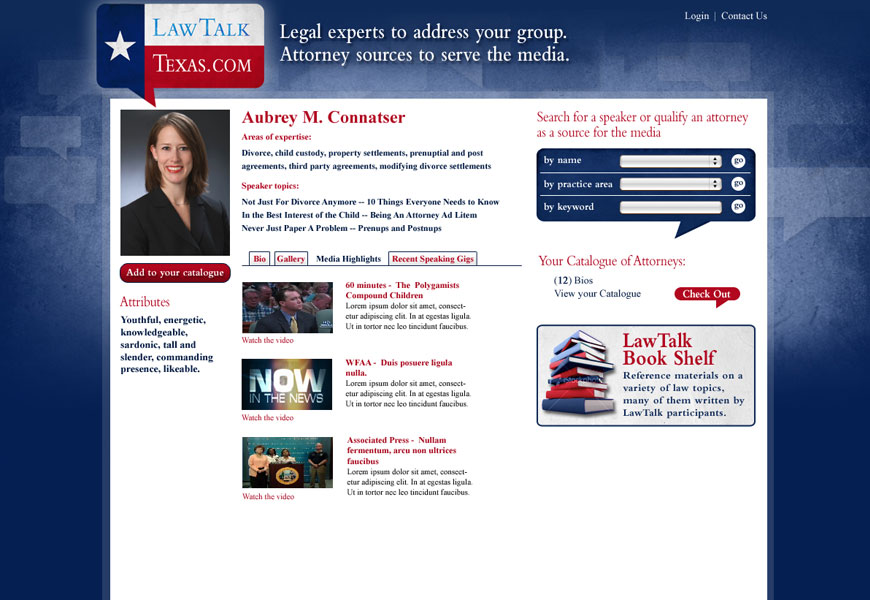 LawTalk
Texas.com
Legal experts to address your group.
Attorney sources to serve the media.
Login | Contact Us
Aubrey M. Connatser
Areas of expertise:
Divorce, child custody, property settlements, prenuptial and post
agreements, third party agreements, modifying divorce settlements
Speaker topics:
Not Just For Divorce Anymore -- 10 Things Everyone Needs to Know
In the Best Interest of the Child -- Being An Attorney Ad Litem
Never Just Paper A Problem -- Prenups and Postnups
Add to your catalogue
Attributes
Youthful, energetic,
knowledgeable,
sardonic, tall and
slender, commanding
presence, likeable.
Bio Gallery Media Highlights Recent Speaking Gigs
60 minutes - The Polygamists
Compound Children
Lorem ipsum dolor sit amet, consect-
etur adipiscing elit. In at egestas ligula.
Ut in tortor nec leo tincidunt faucibus.
Watch the video
NOW
IN THE NEWS
WFAA - Duis posuere ligula
nulla.
Lorem ipsum dolor sit amet, consect-
etur adipiscing elit. In at egestas ligula.
Ut in tortor nec leo tincidunt faucibus.
Watch the video
Associated Press - Nullam
fermentum, arcu non ultrices
faucibus
Lorem ipsum dolor sit amet, consect-
etur adipiscing elit. In at egestas ligula.
Ut in tortor nec leo tincidunt faucibus.
Watch the video
Search for a speaker or qualify an attorney
as a source for the media
by name go
by practice area go
by keyword go
Your Catalogue of Attorneys:
(12) Bios
View your Catalogue
Check Out
LawTalk
Book Shelf
Reference materials on a
variety of law topics,
many of them written by
LawTalk participants.